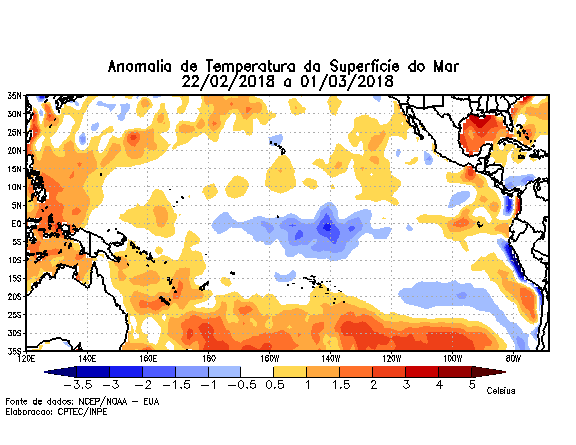 Anomalia de Temperatura da Superfície do Mar
22/02/2018 a 01/03/2018
35N
30N
25N
20N
15N
10N
5N
EQ
5S
10S
15S
20S
25S
30S
35S
120E 140E 160E 180 160W 140W 120W 100W 80W
−3.5 −3 −2 −1.5 −1 −0.5 0.5 1 1.5 2 3 4 5
Celsius
Fonte de dados: NCEP/NOAA − EUA
Elaboracao: CPTEC/INPE